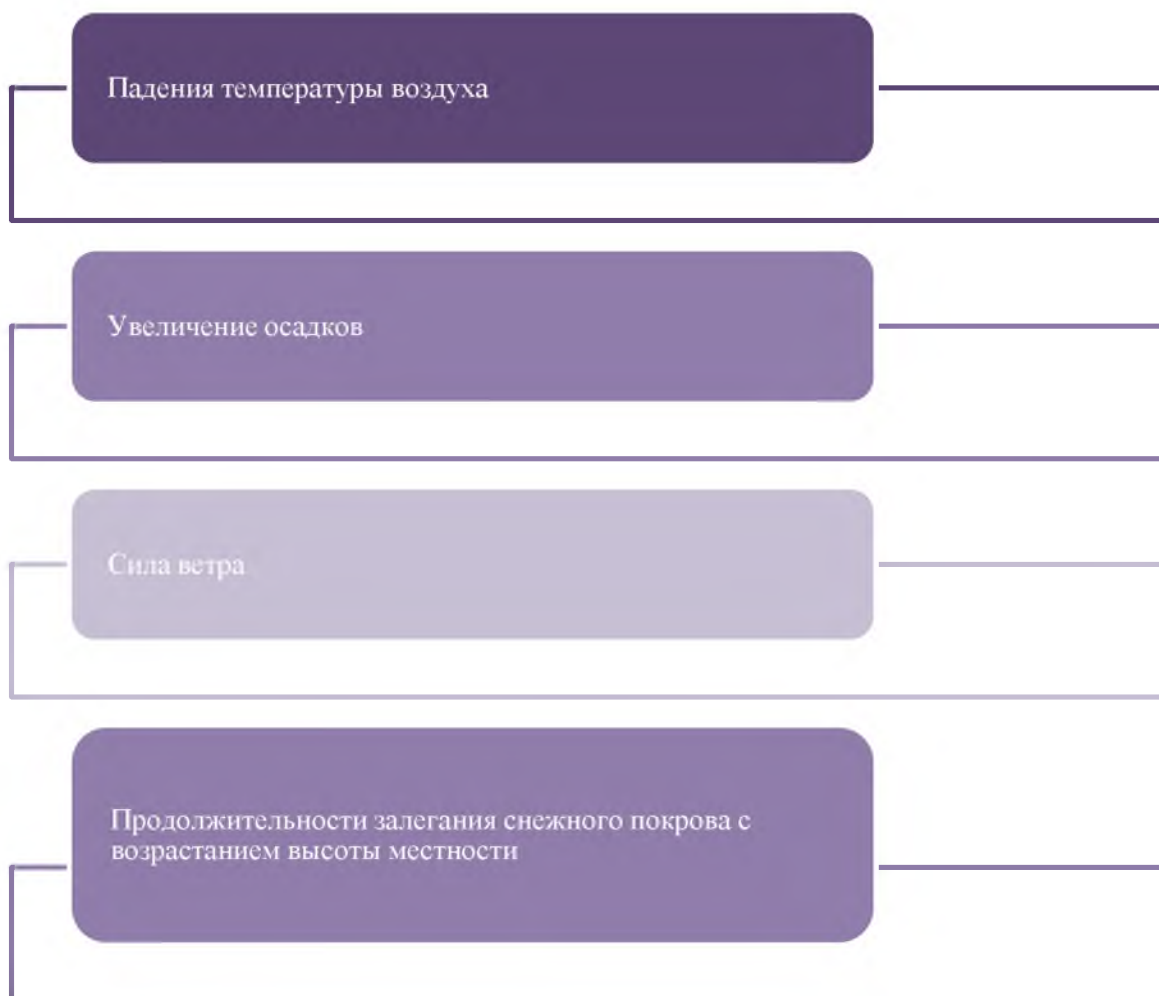 Падения температуры воздуха
Увеличение осадков
Сила ветра
Продолжительности залегания снежного покрова с
возрастанием высоты местности